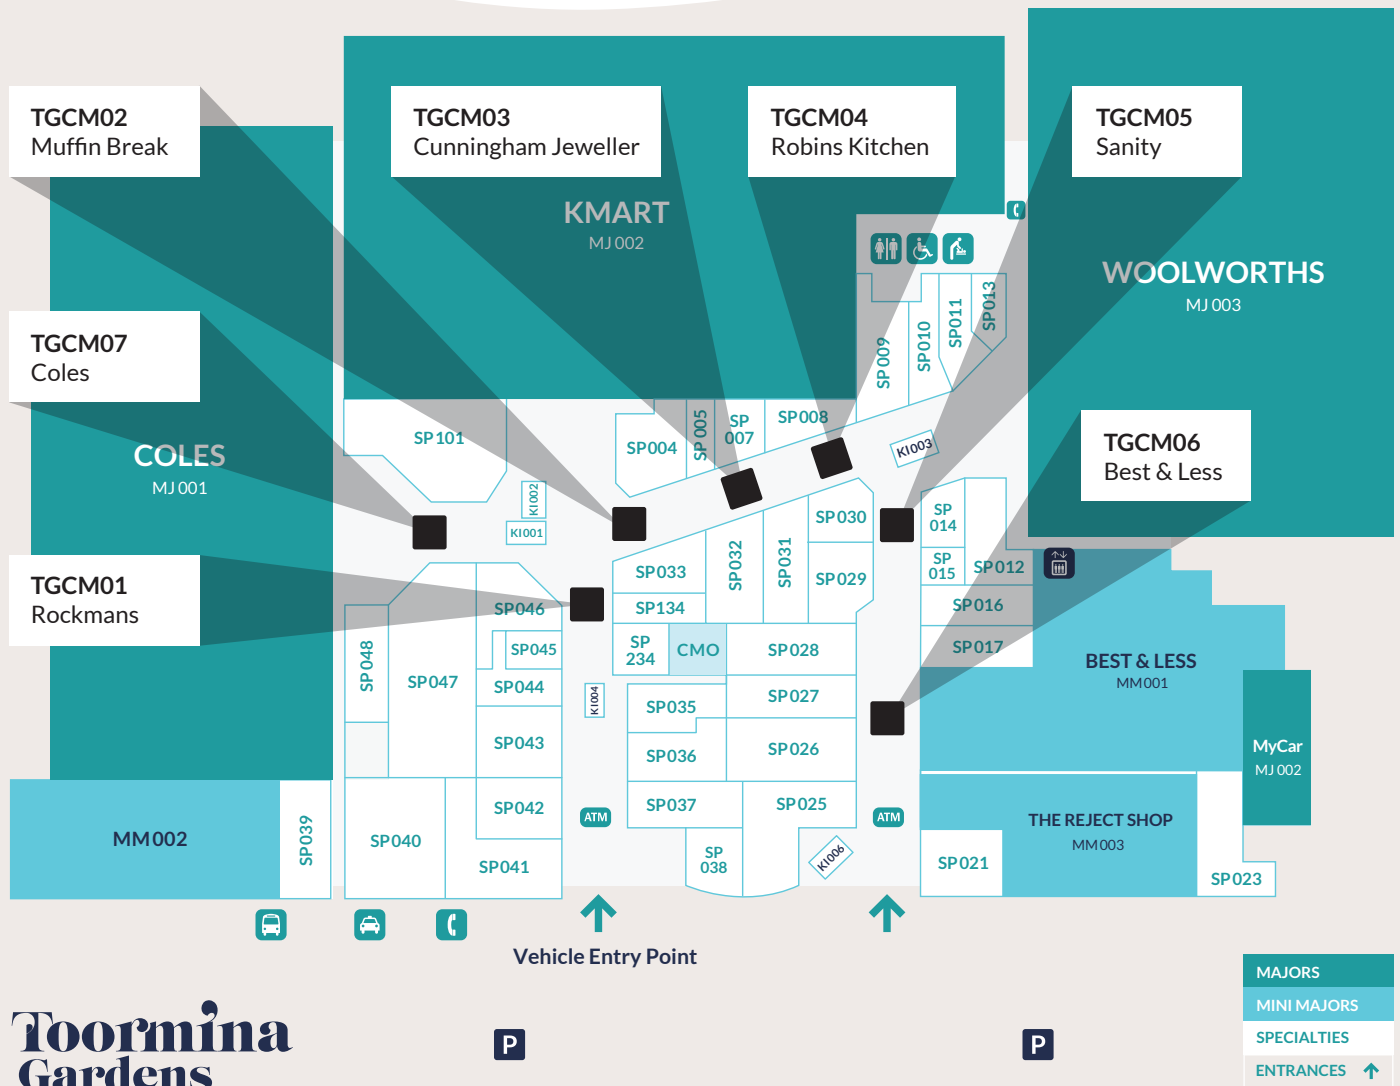 TGCM02
Muffin Break
TGCM03
Cunningham Jeweller
TGCM04
Robins Kitchen
TGCM05
Sanity
KMART
MJ 002
WOOLWORTHS
MJ 003
TGCM07
Coles
COLES
MJ 001
TGCM06
Best & Less
TGCM01
Rockmans
SP101
SP004
SP005
SP
007
SP008
SP009
SP010
SP011
SP013
KI003
KI002
KI001
SP030
SP
014
SP
015
SP012
SP033
SP032
SP031
SP029
SP134
SP046
SP016
SP017
SP048
SP047
SP045
SP044
SP
234
CMO
SP028
BEST & LESS
MM001
KI004
SP035
SP027
SP043
SP036
SP026
MyCar
MJ 002
SP042
SP037
SP025
ATM
ATM
THE REJECT SHOP
MM003
MM002
SP039
SP040
SP041
SP
038
KI006
SP021
SP023
Vehicle Entry Point
MAJORS
MINI MAJORS
SPECIALTIES
ENTRANCES
Toormina
Gardens
P
P